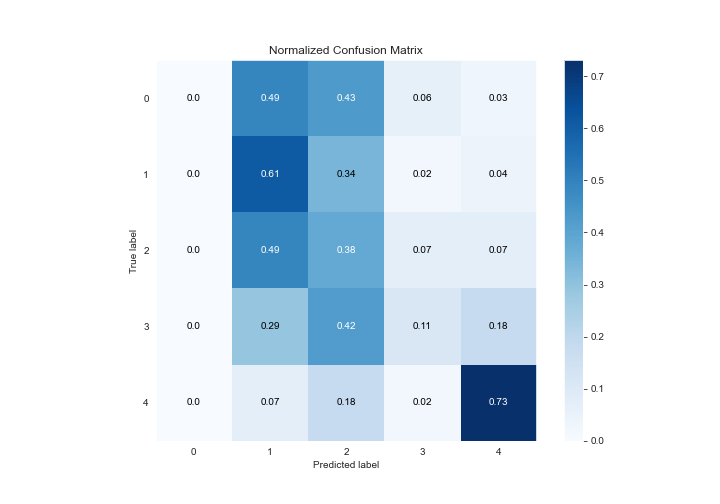 Normalized Confusion Matrix
0 0.0 0.49 0.43 0.06 0.03
1 0.0 0.61 0.34 0.02 0.04
2 0.0 0.49 0.38 0.07 0.07
3 0.0 0.29 0.42 0.11 0.18
4 0.0 0.07 0.18 0.02 0.73
0 1 2 3 4
Predicted label
True label
0.7
0.6
0.5
0.4
0.3
0.2
0.1
0.0